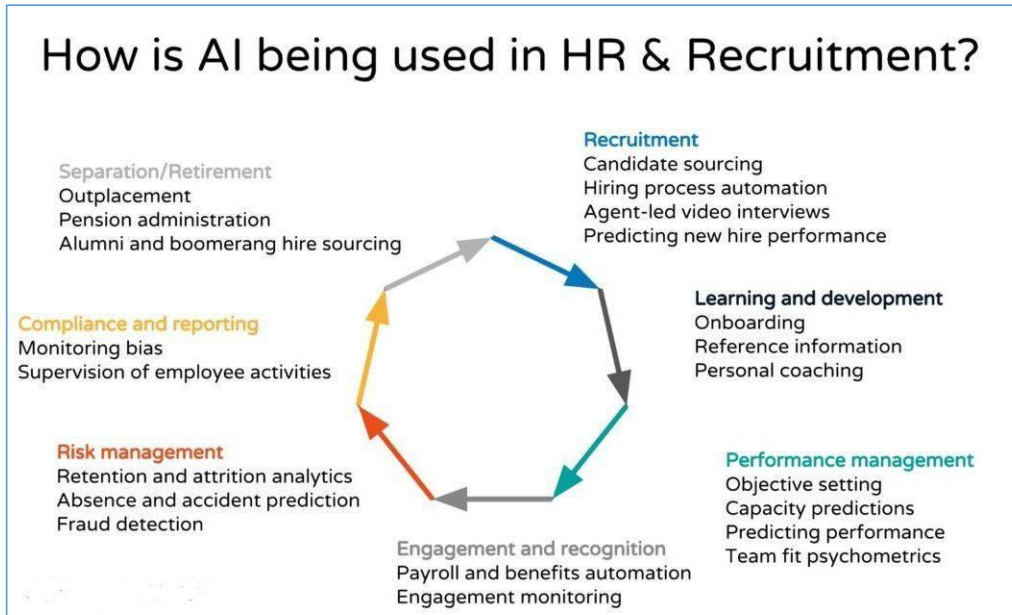 How is AI being used in HR & Recruitment?
Recruitment
Candidate sourcing
Hiring process automation
Agent-led video interviews
Predicting new hire performance
Learning and development
Onboarding
Reference information
Personal coaching
Performance management
Objective setting
Capacity predictions
Predicting performance
Team fit psychometrics
Engagement and recognition
Payroll and benefits automation
Engagement monitoring
Risk management
Retention and attrition analytics
Absence and accident prediction
Fraud detection
Compliance and reporting
Monitoring bias
Supervision of employee activities
Separation/Retirement
Outplacement
Pension administration
Alumni and boomerang hire sourcing